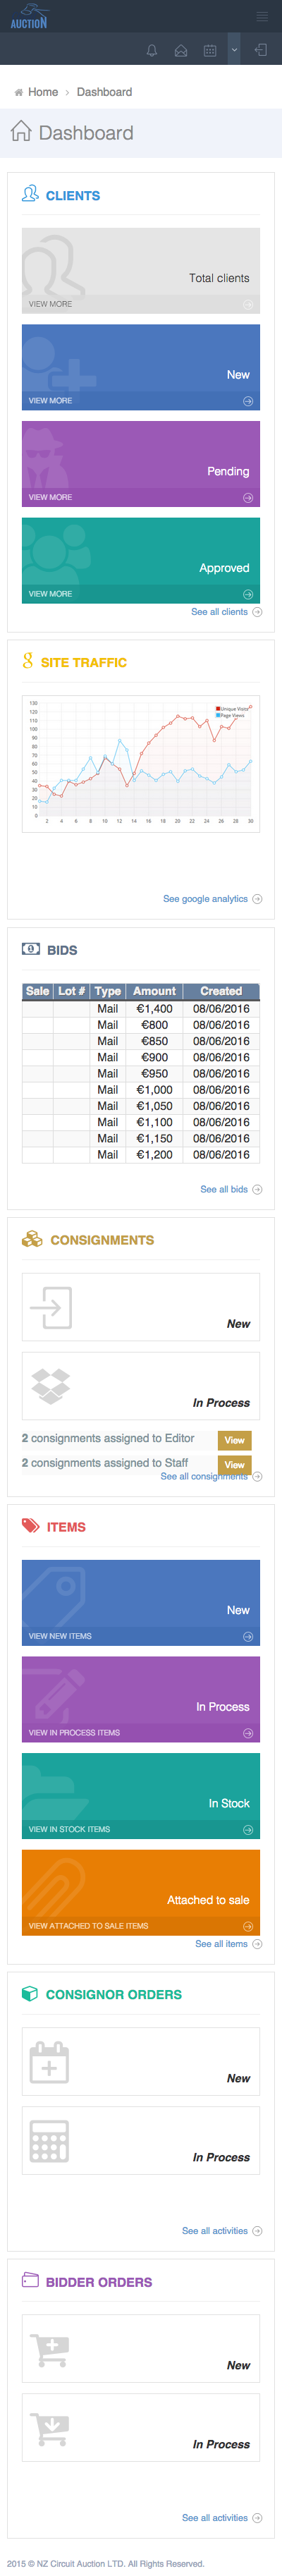 AUCTION
Home > Dashboard
Dashboard
CLIENTS
Total clients
VIEW MORE
New
VIEW MORE
Pending
VIEW MORE
Approved
VIEW MORE
See all clients
SITE TRAFFIC
Unique Visits
Page Views
130
120
110
100
90
80
70
60
50
40
30
20
10
0
2 4 6 8 10 12 14 16 18 20 22 24 26 28 30
See google analytics
BIDS
Sale Lot # Type Amount Created
Mail €1,400 08/06/2016
Mail €800 08/06/2016
Mail €850 08/06/2016
Mail €900 08/06/2016
Mail €950 08/06/2016
Mail €1,000 08/06/2016
Mail €1,050 08/06/2016
Mail €1,100 08/06/2016
Mail €1,150 08/06/2016
Mail €1,200 08/06/2016
See all bids
CONSIGNMENTS
New
In Process
2 consignments assigned to Editor View
2 consignments assigned to Staff View
See all consignments
ITEMS
New
VIEW NEW ITEMS
In Process
VIEW IN PROCESS ITEMS
In Stock
VIEW IN STOCK ITEMS
Attached to sale
VIEW ATTACHED TO SALE ITEMS
See all items
CONSIGNOR ORDERS
New
In Process
See all activities
BIDDER ORDERS
New
In Process
See all activities
2015 © NZ Circuit Auction LTD. All Rights Reserved.